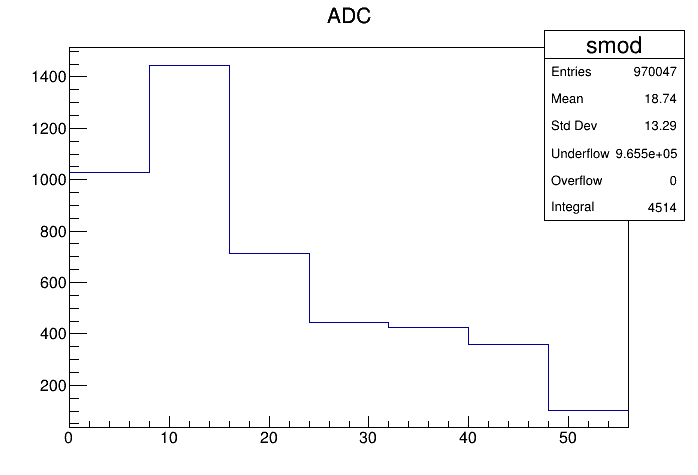 ADC
smod
Entries 970047
Mean 18.74
Std Dev 13.29
Underflow 9.655e+05
Overflow 0
Integral 4514
1400
1200
1000
800
600
400
200
0 10 20 30 40 50